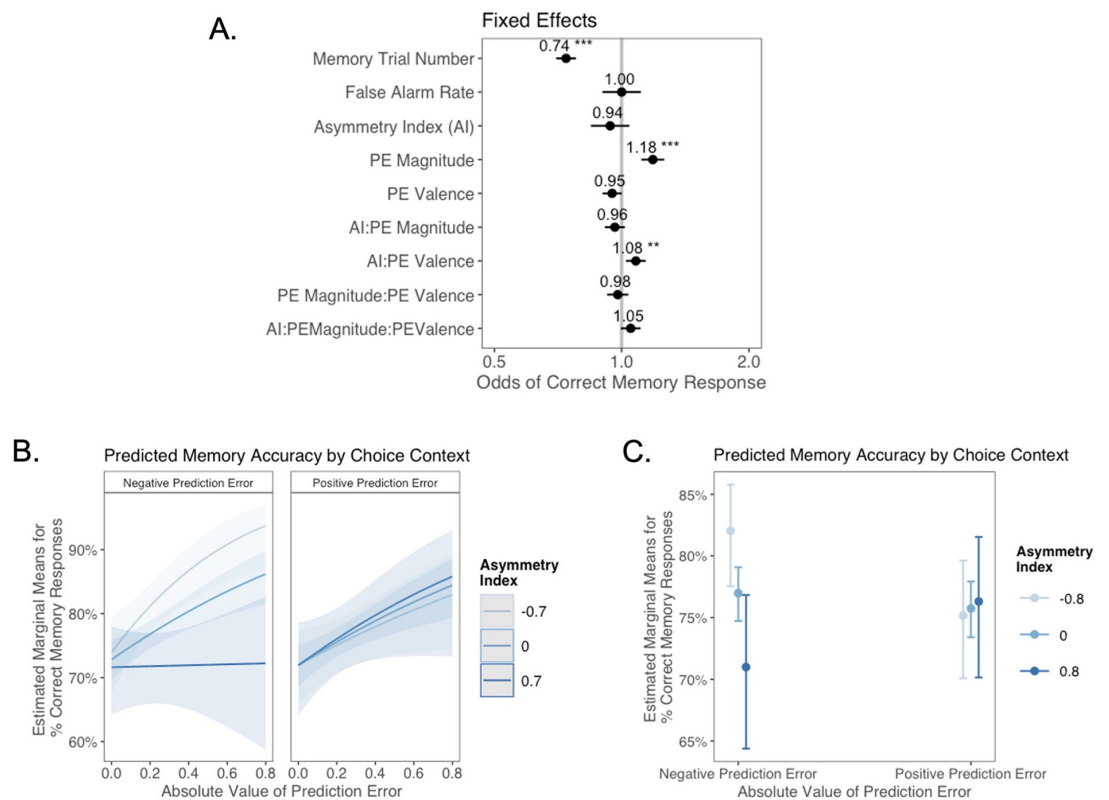 A.
Fixed Effects
Memory Trial Number
0.74 ***
False Alarm Rate
1.00
Asymmetry Index (AI)
0.94
PE Magnitude
1.18 ***
PE Valence
0.95
AI:PE Magnitude
0.96
AI:PE Valence
1.08 **
PE Magnitude:PE Valence
0.98
AI:PEMagnitude:PEValence
1.05
0.5 1.0 2.0
Odds of Correct Memory Response
B.
Predicted Memory Accuracy by Choice Context
Negative Prediction Error Positive Prediction Error
Estimated Marginal Means for
% Correct Memory Responses
90%
80%
70%
60%
0.0 0.2 0.4 0.6 0.8 0.0 0.2 0.4 0.6 0.8
Absolute Value of Prediction Error
Asymmetry
Index
-0.7
0
0.7
C.
Predicted Memory Accuracy by Choice Context
Estimated Marginal Means for
% Correct Memory Responses
85%
80%
75%
70%
65%
Negative Prediction Error Positive Prediction Error
Absolute Value of Prediction Error
Asymmetry
Index
-0.8
0
0.8